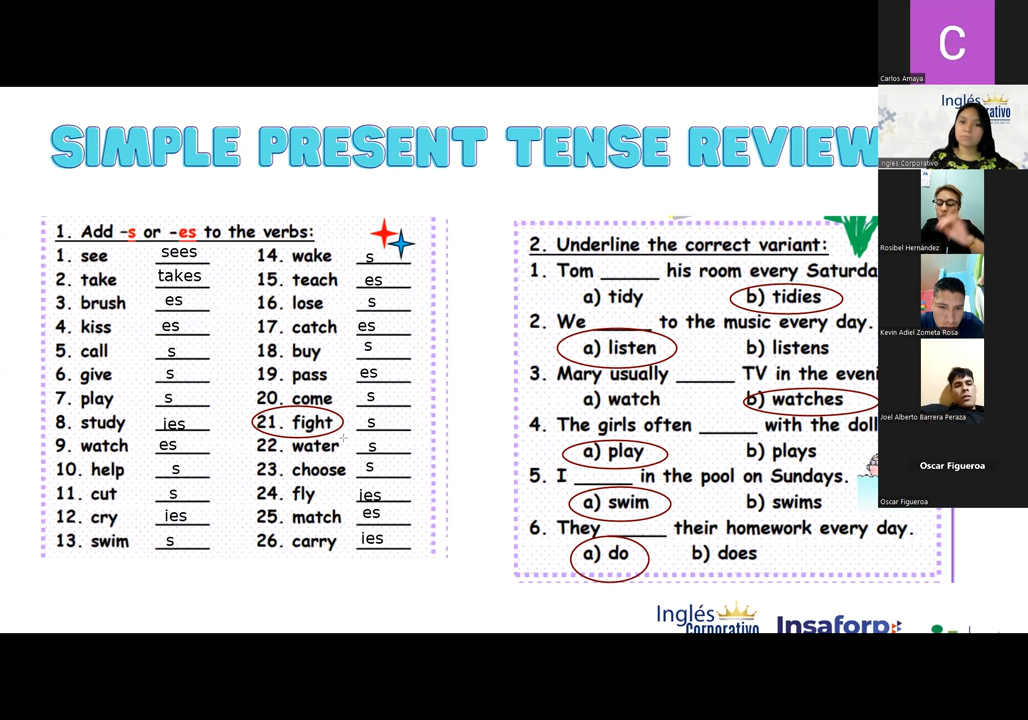 SIMPLE PRESENT TENSE REVIEW
1. Add -s or -es to the verbs:
1. see sees
2. take takes
3. brush es
4. kiss es
5. call s
6. give s
7. play s
8. study ies
9. watch es
10. help s
11. cut s
12. cry ies
13. swim s
14. wake s
15. teach es
16. lose s
17. catch es
18. buy s
19. pass es
20. come s
21. fight s
22. water s
23. choose s
24. fly ies
25. match es
26. carry ies
2. Underline the correct variant:
1. Tom ______ his room every Saturda
a) tidy b) tidies
2. We ______ to the music every day.
a) listen b) listens
3. Mary usually ______ TV in the eveni
a) watch b) watches
4. The girls often ______ with the doll
a) play b) plays
5. I ______ in the pool on Sundays.
a) swim b) swims
6. They ______ their homework every day.
a) do b) does
Inglés
Corporativo
Insaforp
C
Carlos Amaya
Inglés
rativo
Ingles Corporativo
Rosibel Hernández
Kevin Adiel Zometa Rosa
Joel Alberto Barrera Peraza
Oscar Figueroa
Oscar Figueroa